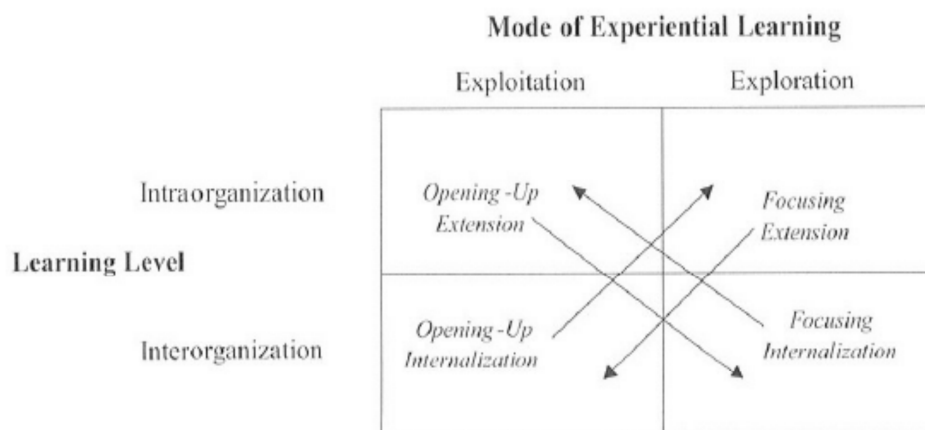 Mode of Experiential Learning
Exploitation
Exploration
Intraorganization
Opening -Up
Extension
Focusing
Extension
Learning Level
Interorganization
Opening -Up
Internalization
Focusing
Internalization